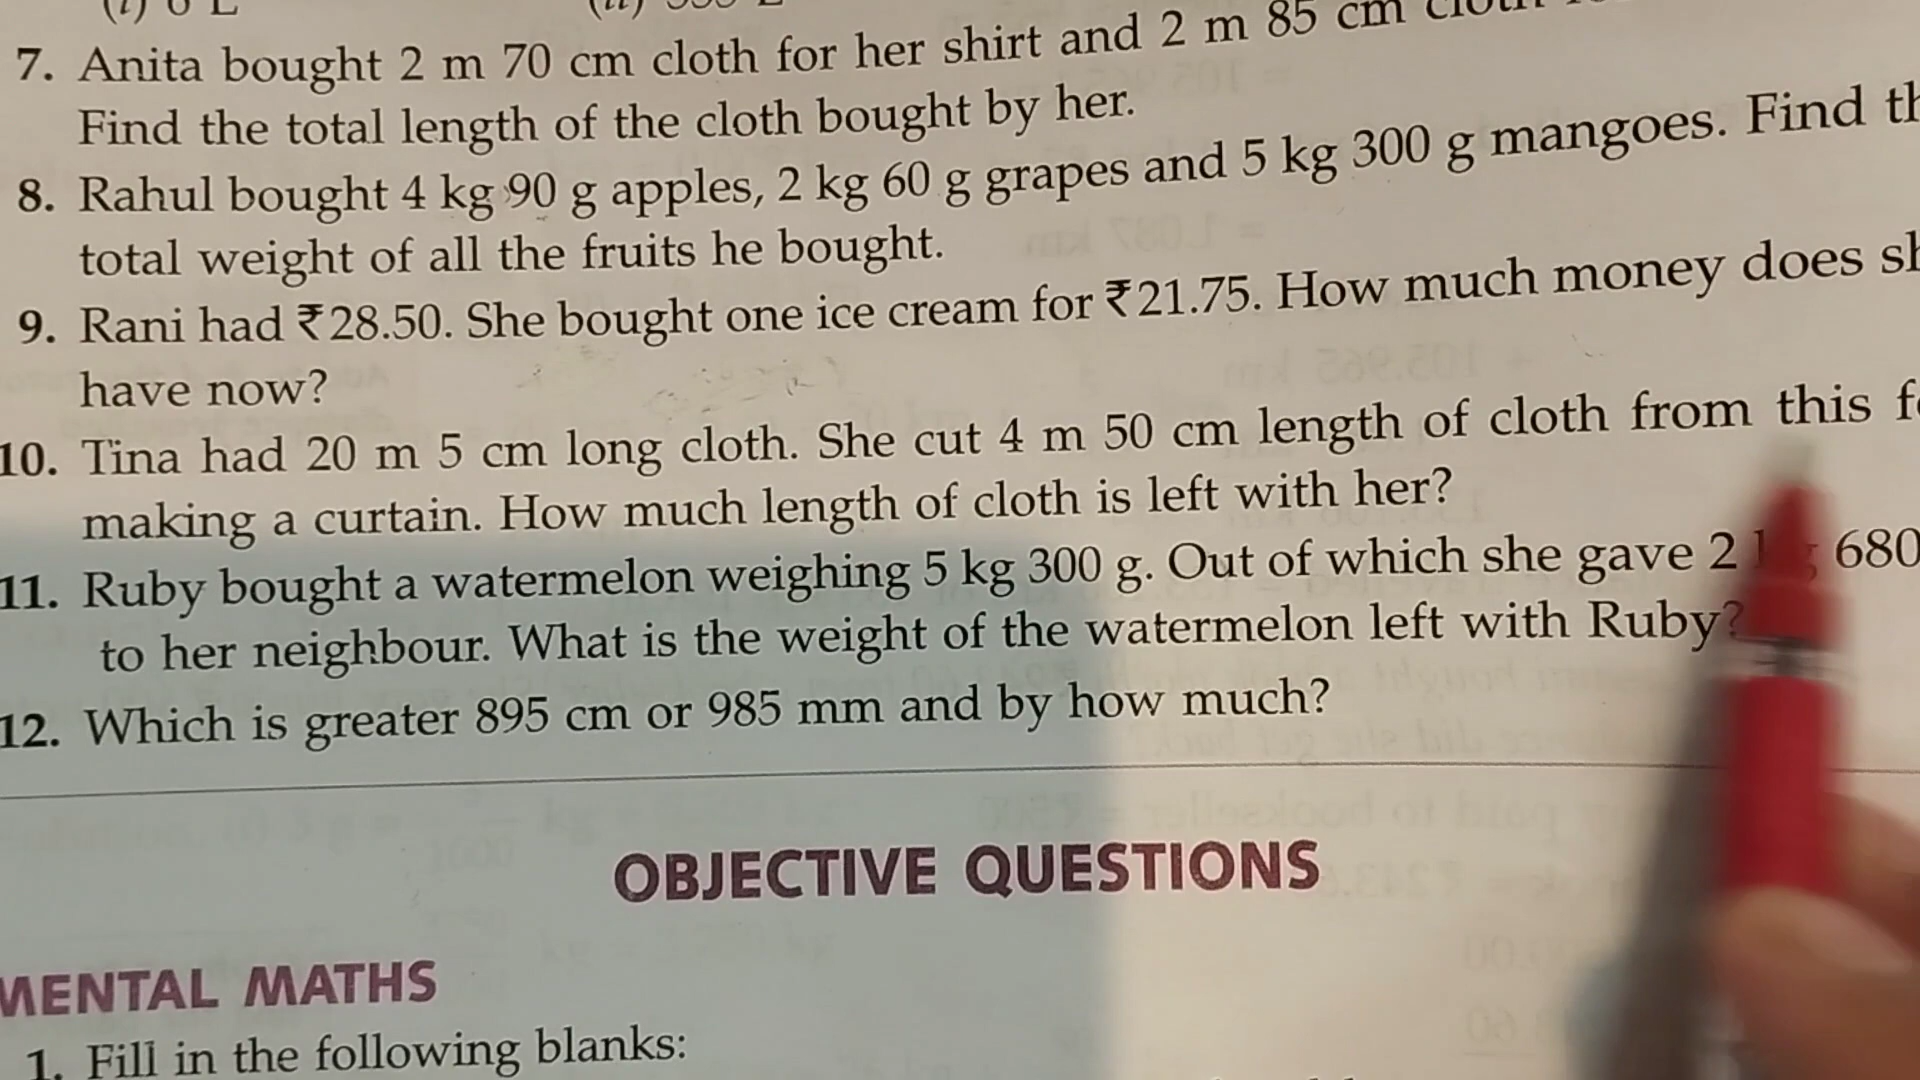 7. Anita bought 2 m 70 cm cloth for her shirt and 2 m 85 cm cloth
Find the total length of the cloth bought by her.
8. Rahul bought 4 kg 90 g apples, 2 kg 60 g grapes and 5 kg 300 g mangoes. Find
total weight of all the fruits he bought.
9. Rani had ₹28.50. She bought one ice cream for ₹21.75. How much money does
have now?
10. Tina had 20 m 5 cm long cloth. She cut 4 m 50 cm length of cloth from this
making a curtain. How much length of cloth is left with her?
11. Ruby bought a watermelon weighing 5 kg 300 g. Out of which she gave 2 680
to her neighbour. What is the weight of the watermelon left with Ruby?
12. Which is greater 895 cm or 985 mm and by how much?
OBJECTIVE QUESTIONS
MENTAL MATHS
1. Fill in the following blanks: